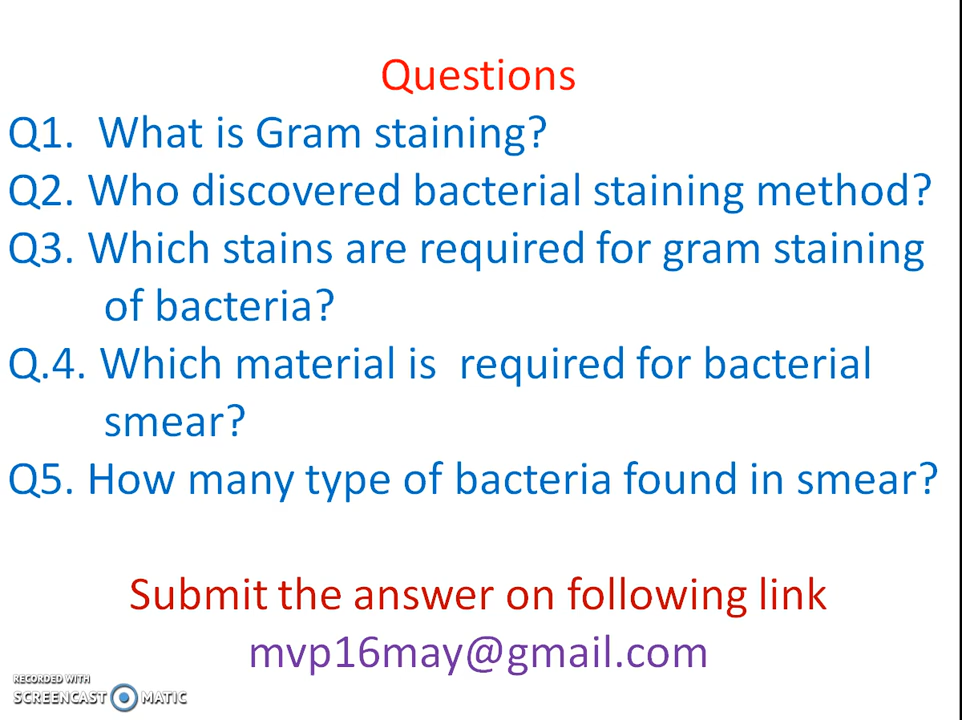 Questions
Q1. What is Gram staining?
Q2. Who discovered bacterial staining method?
Q3. Which stains are required for gram staining
of bacteria?
Q.4. Which material is required for bacterial
smear?
Q5. How many type of bacteria found in smear?
Submit the answer on following link
mvp16may@gmail.com
RECORDED WITH
SCREENCAST MATIC